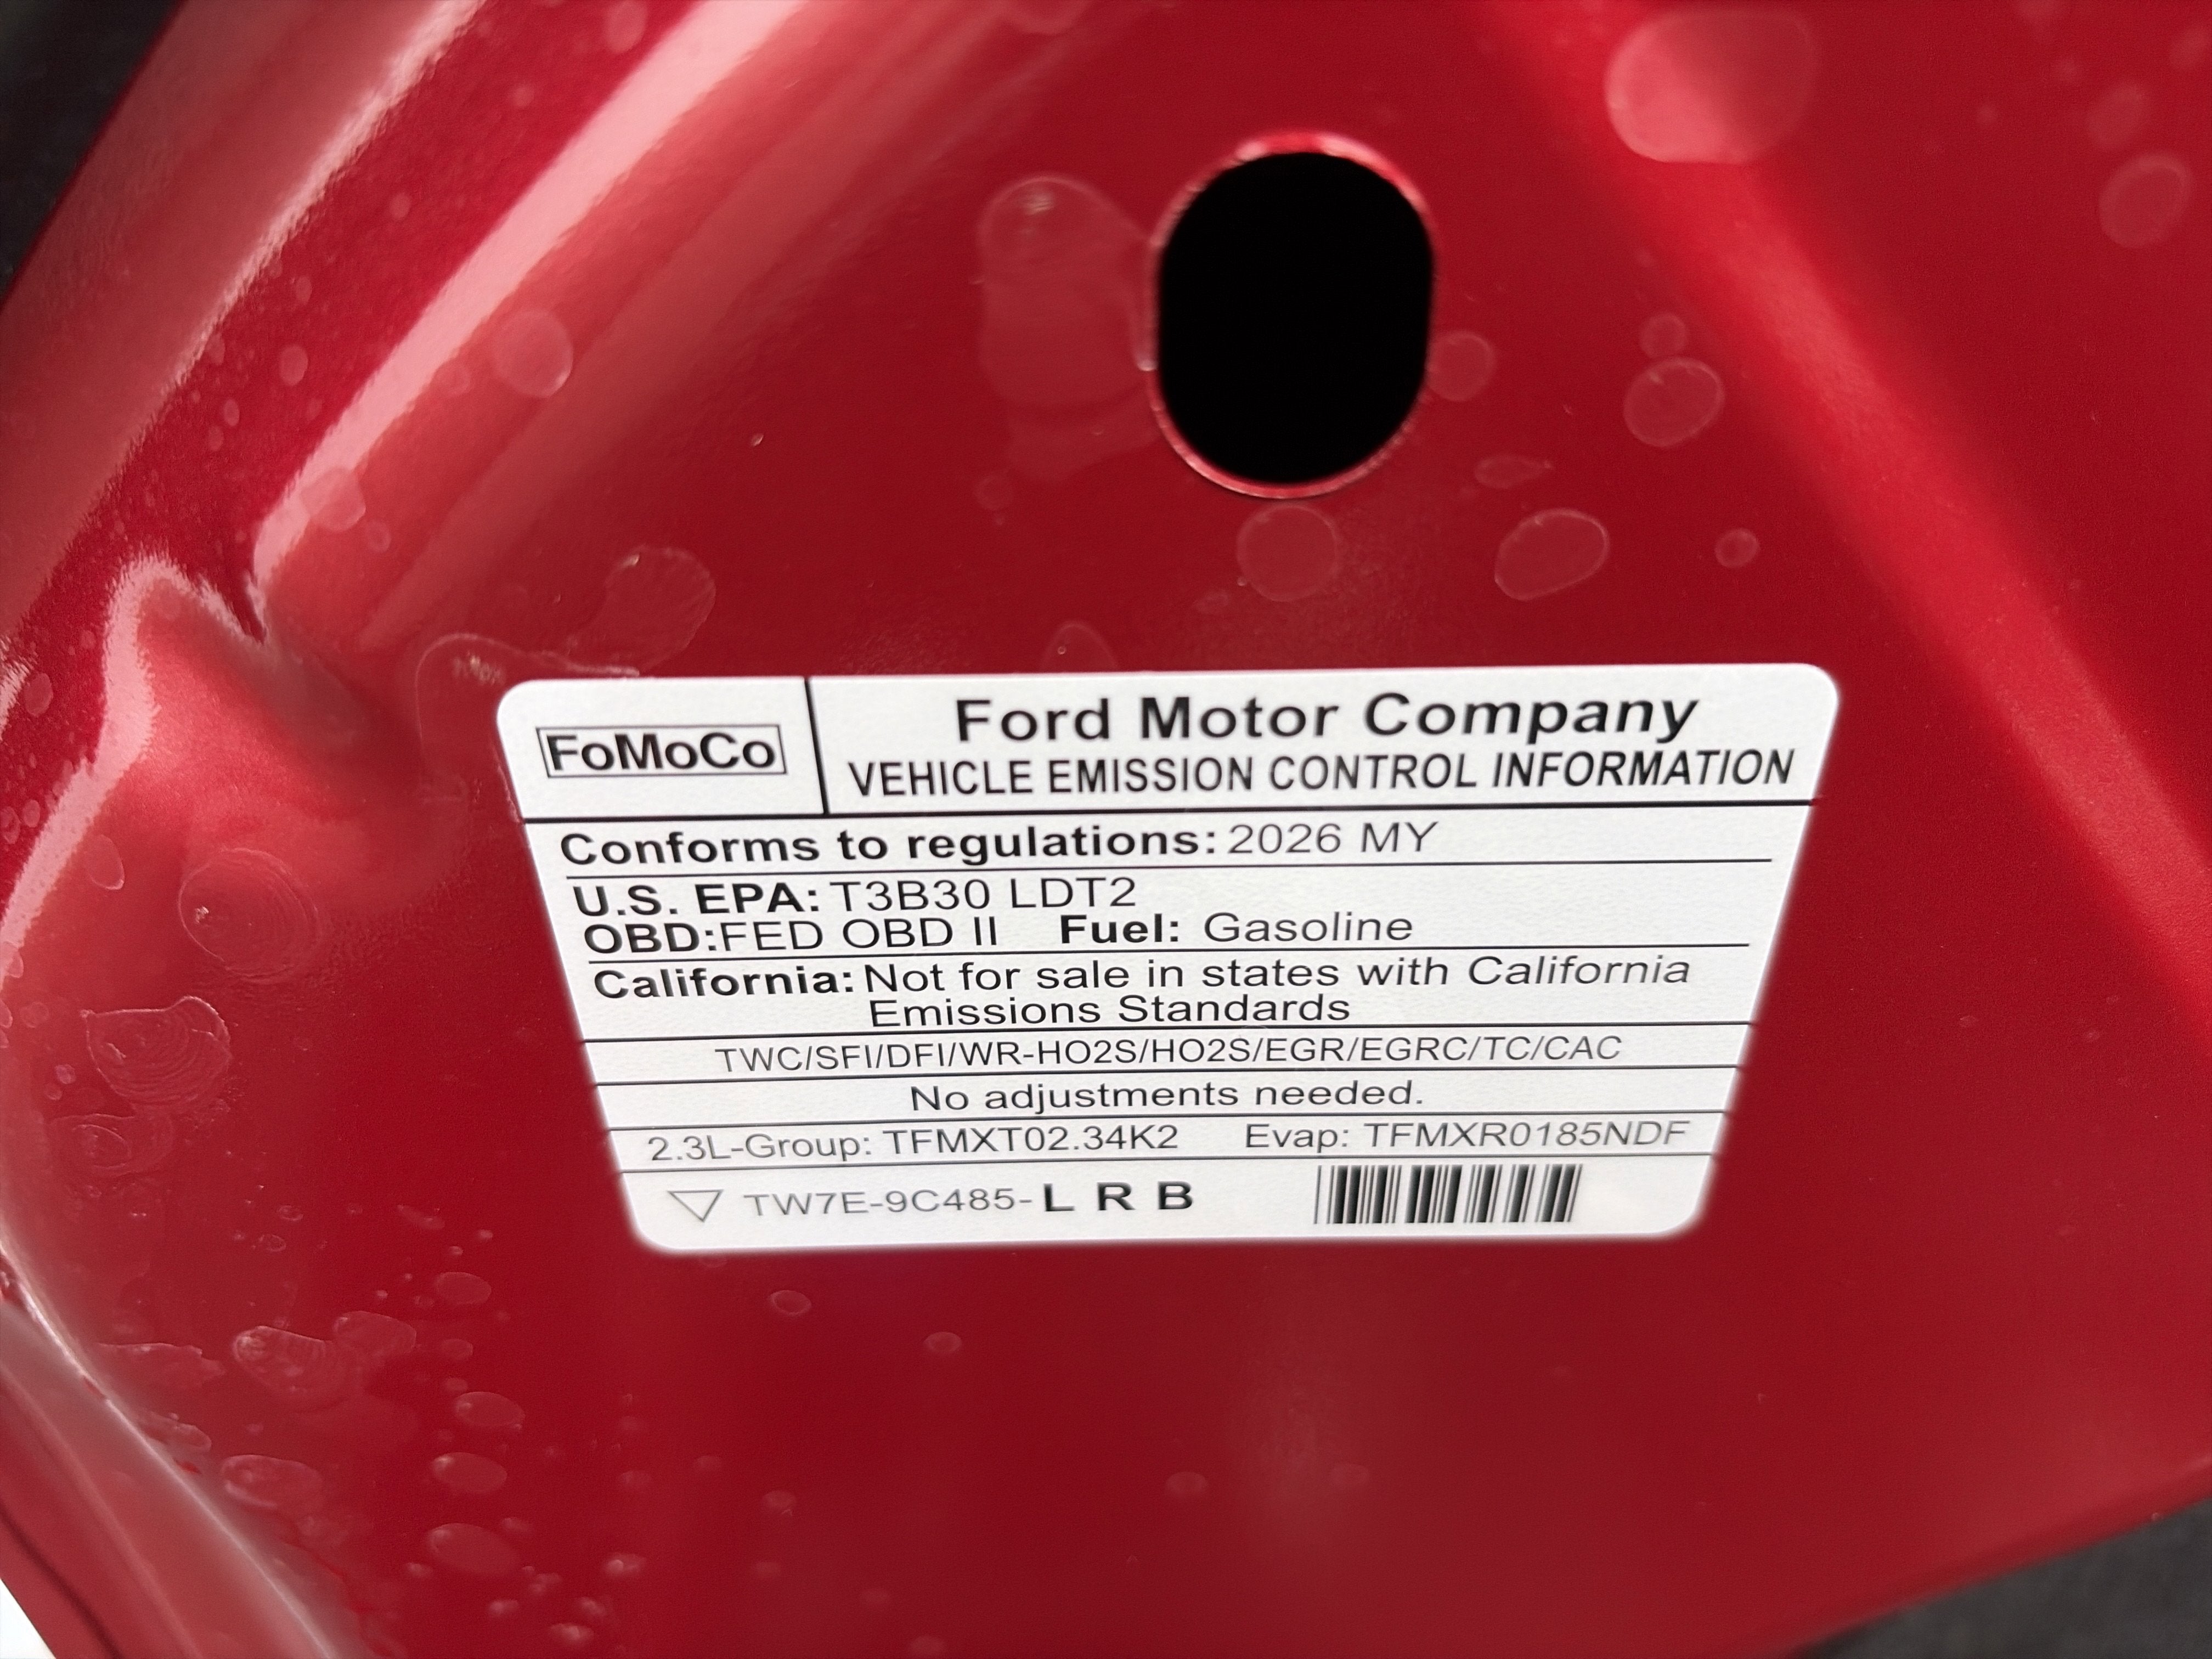 FoMoCo
Ford Motor Company
VEHICLE EMISSION CONTROL INFORMATION
Conforms to regulations: 2026 MY
U.S. EPA: T3B30 LDT2
OBD:FED OBD II Fuel: Gasoline
California: Not for sale in states with California
Emissions Standards
TWC/SFI/DFI/WR-HO2S/HO2S/EGR/EGRC/TC/CAC
No adjustments needed.
2.3L-Group: TFMXT02.34K2 Evap: TFMXR0185NDF
TW7E-9C485-L R B